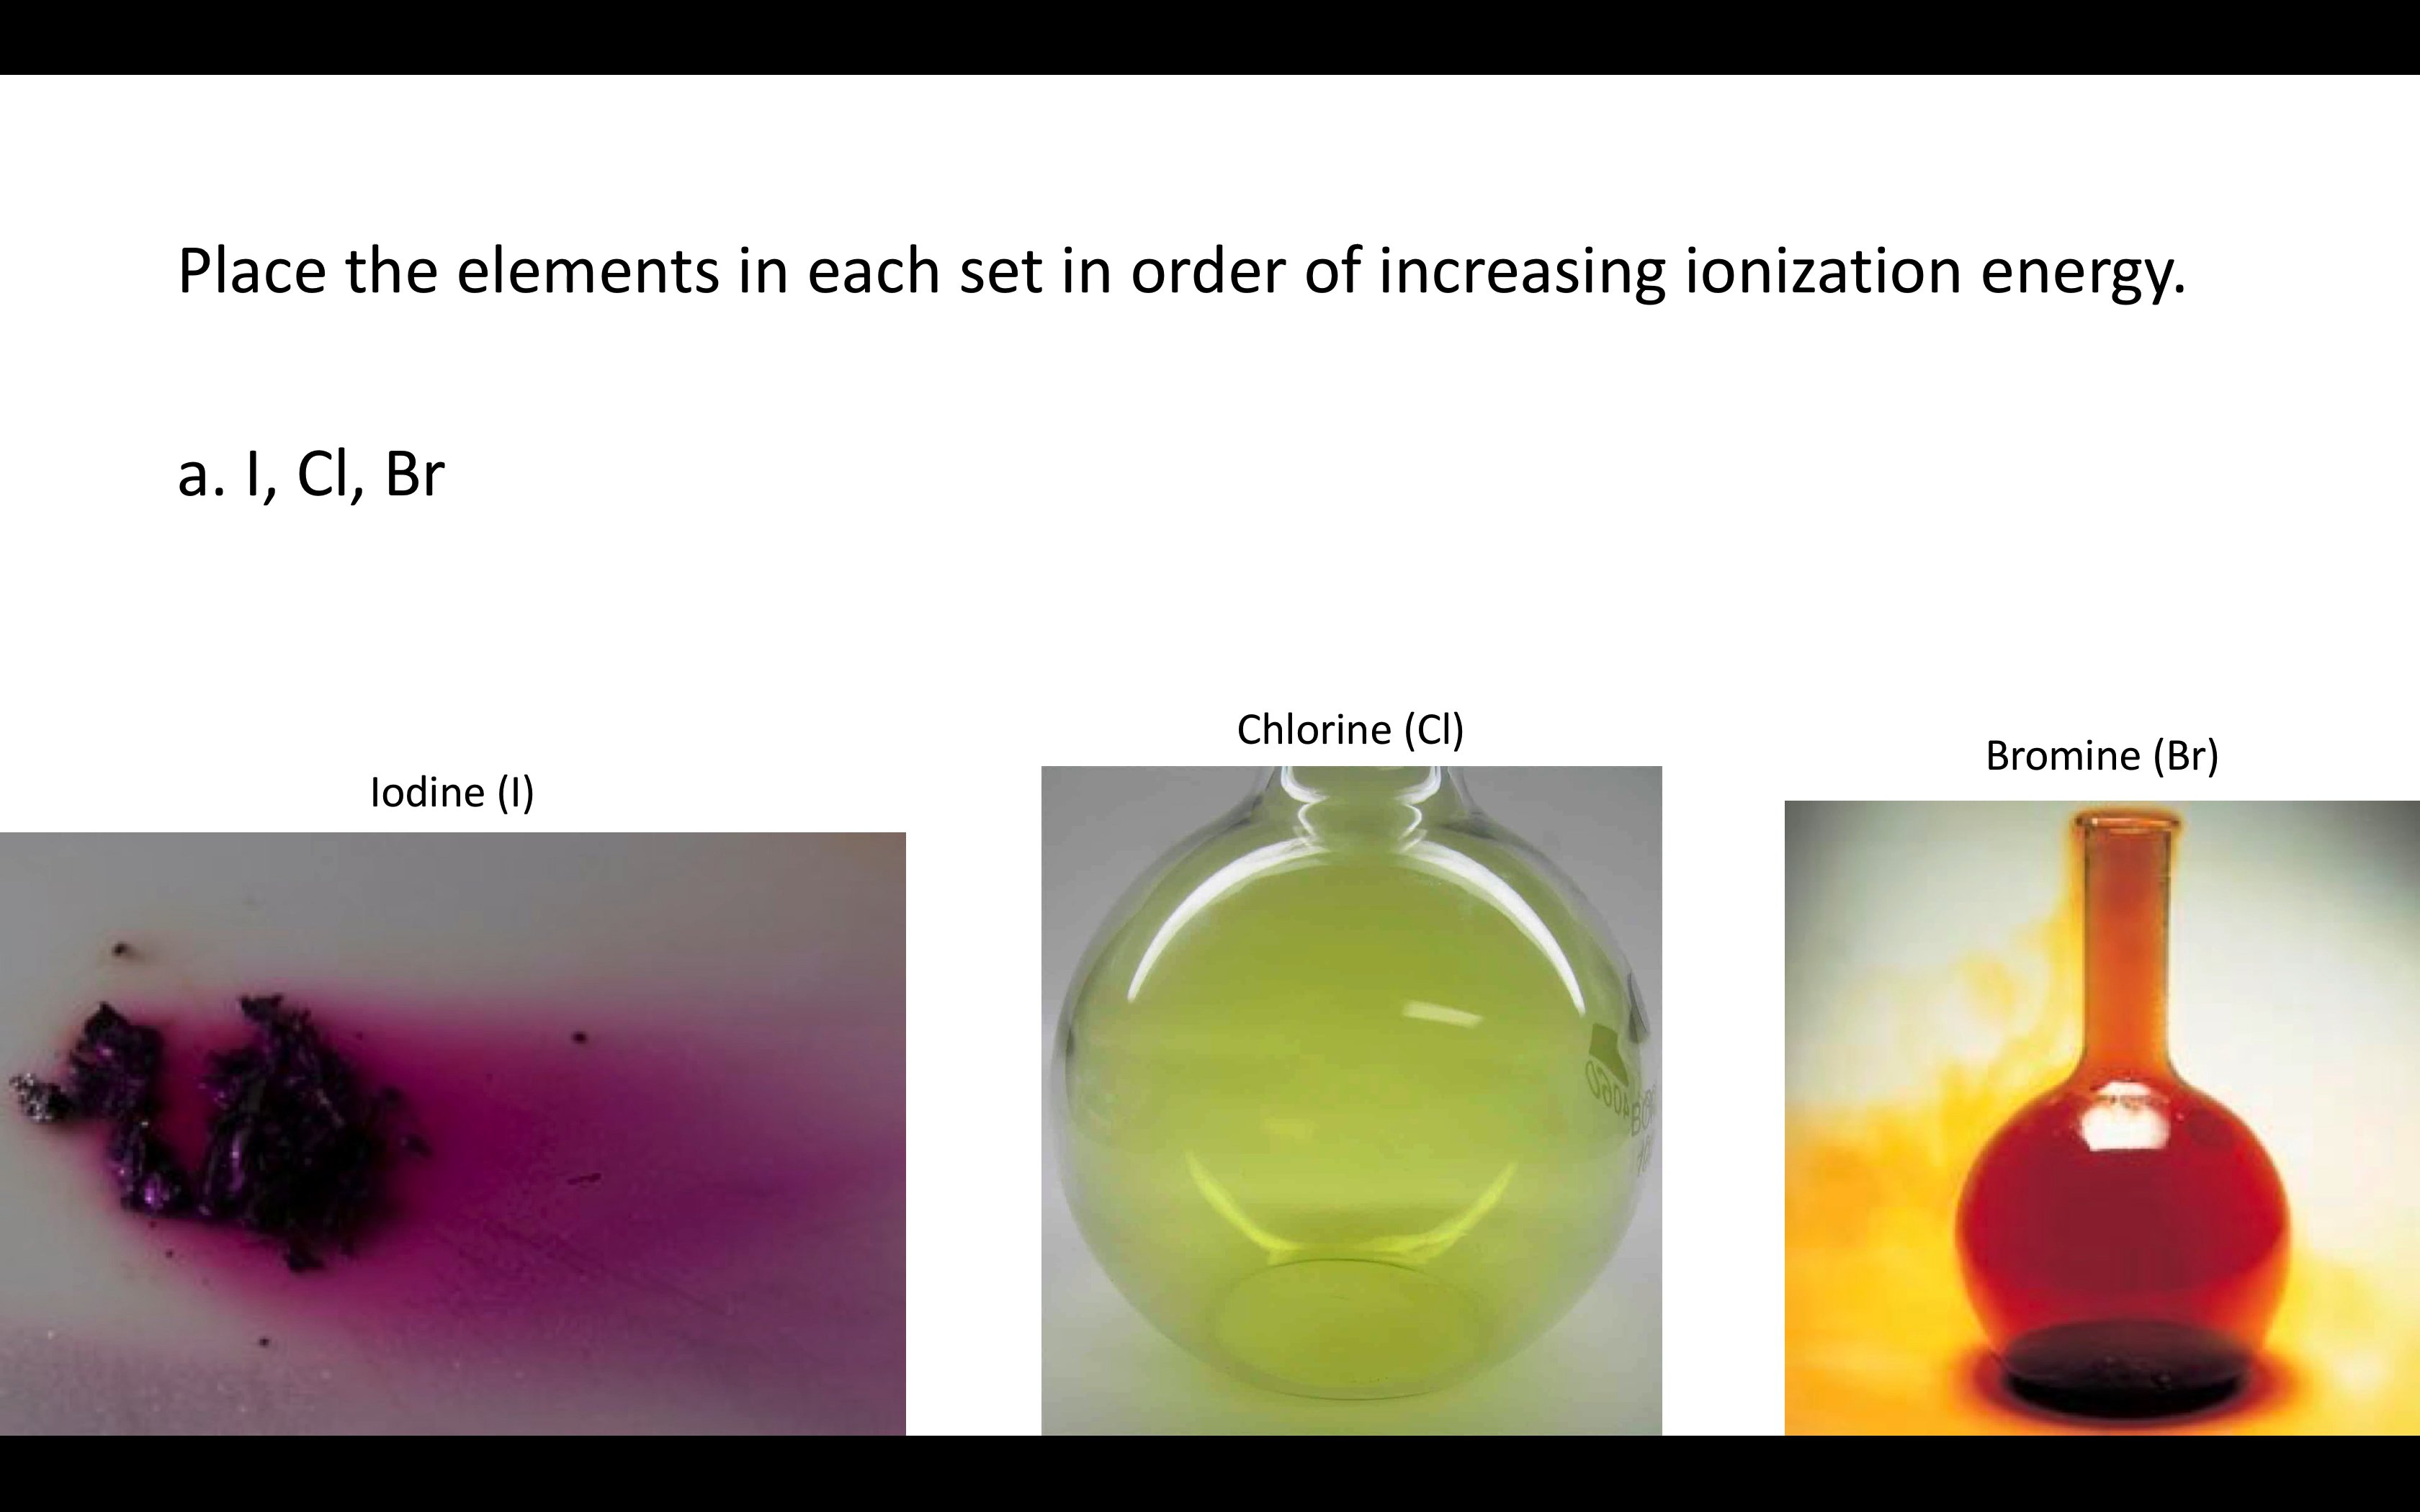 Place the elements in each set in order of increasing ionization energy.
a. I, Cl, Br
Chlorine (Cl)
Bromine (Br)
Iodine (I)